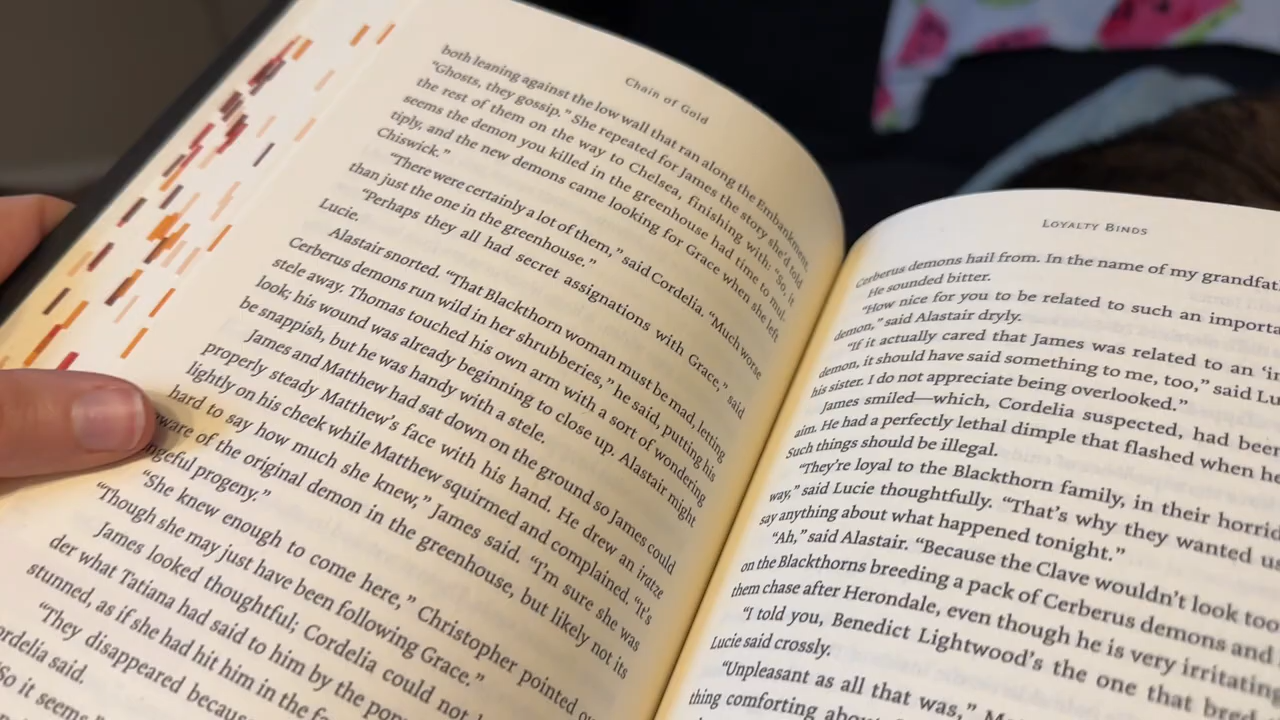 Chain of Gold
both leaning against the low wall that ran along the Embankment.
“Ghosts, they gossip.” She repeated for James the story she’d told
the rest of them on the way to Chelsea, finishing with: “So, it
seems the demon you killed in the greenhouse had time to mul-
tiply, and the new demons came looking for Grace when she left
Chiswick.”
“There were certainly a lot of them,” said Cordelia. “Much worse
than just the one in the greenhouse.”
“Perhaps they all had secret assignations with Grace,” said
Lucie.
Alastair snorted. “That Blackthorn woman must be mad, letting
Cerberus demons run wild in her shrubberies,” he said, putting his
stele away. Thomas touched his own arm with a sort of wondering
look; his wound was already beginning to close up. Alastair might
be snappish, but he was handy with a stele.
James and Matthew had sat down on the ground so James could
properly steady Matthew’s face with his hand. He drew an iratze
lightly on his cheek while Matthew squirmed and complained. “It’s
hard to say how much she knew,” James said. “I’m sure she was
aware of the original demon in the greenhouse, but likely not its
ngeful progeny.”
“She knew enough to come here,” Christopher pointed ou
“Though she may just have been following Grace.”
James looked thoughtful; Cordelia could not
der what Tatiana had said to him by the
stunned, as if she had hit him in the
“They disappeared becau
ordelia said.
“So it seems”
Loyalty Binds
Cerberus demons hail from. In the name of my grandfat
He sounded bitter.
“How nice for you to be related to such an importa
demon,” said Alastair dryly.
“If it actually cared that James was related to an ‘in
demon, it should have said something to me, too,” said Lu
his sister. I do not appreciate being overlooked.”
James smiled—which, Cordelia suspected, had been
aim. He had a perfectly lethal dimple that flashed when he
Such things should be illegal.
“They’re loyal to the Blackthorn family, in their horrid
way,” said Lucie thoughtfully. “That’s why they wanted us
say anything about what happened tonight.”
“Ah,” said Alastair. “Because the Clave wouldn’t look too
on the Blackthorns breeding a pack of Cerberus demons and
them chase after Herondale, even though he is very irritating
“I told you, Benedict Lightwood’s the one that bred
Lucie said crossly.
“Unpleasant as all that was,”
thing comforting about